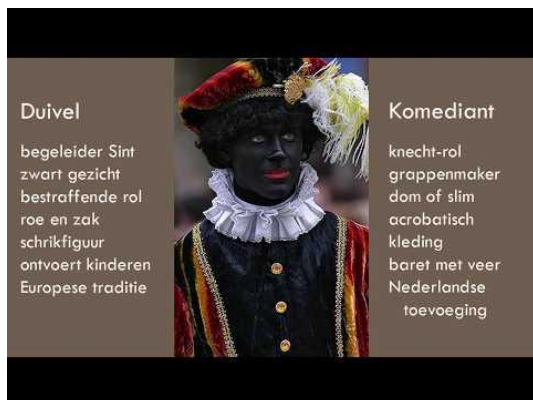 Duivel
begeleider Sint
zwart gezicht
bestraffende rol
roe en zak
schrikfiguur
ontvoert kinderen
Europese traditie
Komediant
knecht-rol
grappenmaker
dom of slim
acrobatisch
kleding
baret met veer
Nederlandse
toevoeging